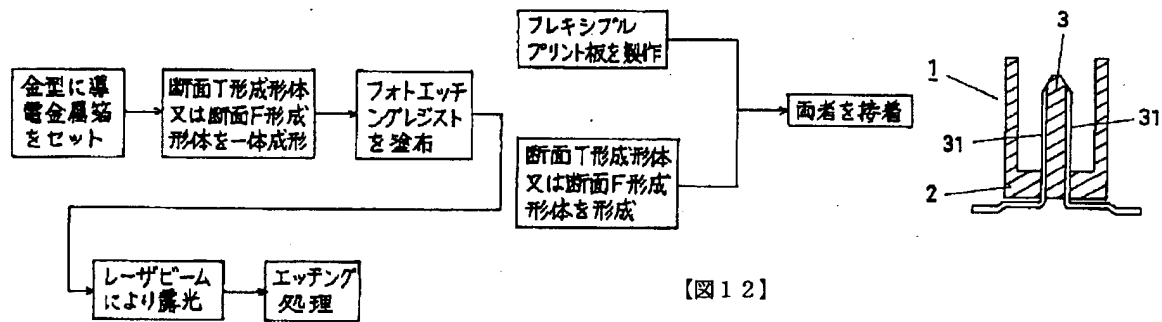 金型に導
電金属箔
をセット
断面T形成形体
又は断面F形成
形体を一体成形
フォトエッチ
ングレジスト
を塗布
レーザビーム
により露光
エッチング
処理
フレキシブル
プリント板を製作
断面T形成形体
又は断面F形成
形体を形成
両者を接着
【図12】
3
1
31
31
2